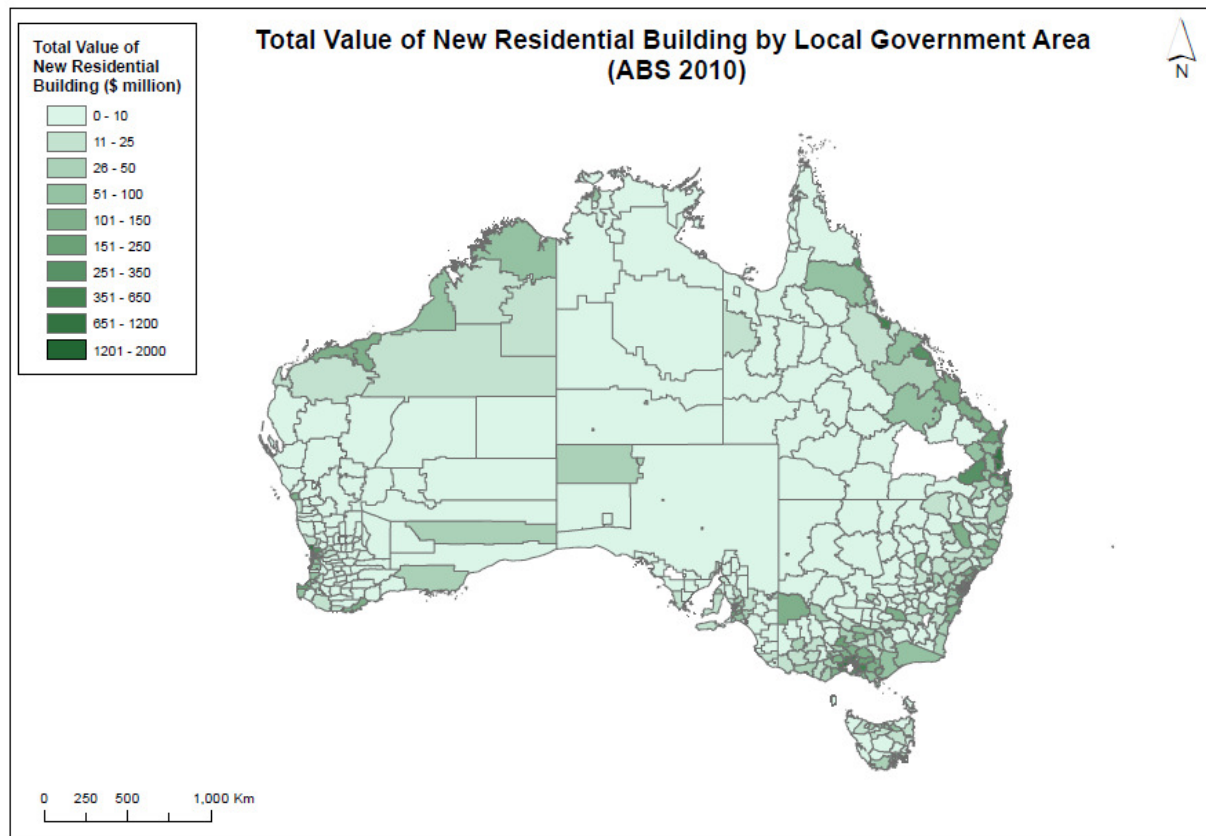 Total Value of New Residential Building by Local Government Area
(ABS 2010)
Total Value of
New Residential
Building ($ million)
0 - 10
11 - 25
26 - 50
51 - 100
101 - 150
151 - 250
251 - 350
351 - 650
651 - 1200
1201 - 2000
N
0 250 500 1,000 Km